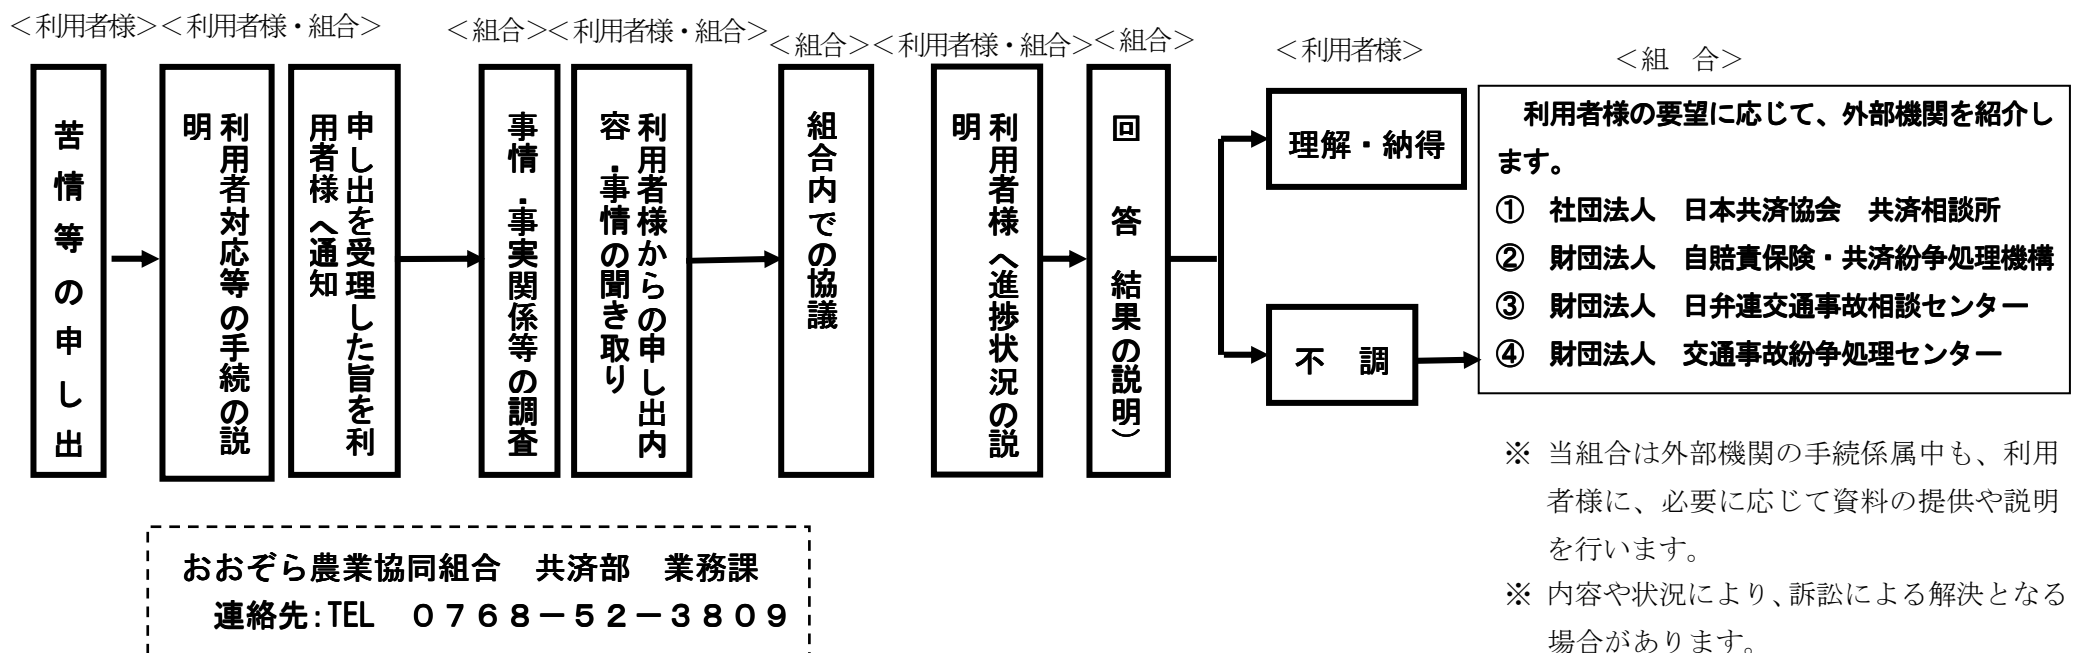 ＜利用者様＞
＜利用者様・組合＞
＜組合＞
＜利用者様・組合＞
＜組合＞
＜利用者様・組合＞
＜組合＞
＜利用者様＞
＜組　合＞
苦情等の申し出
利用者対応等の手続の説
明
申し出を受理した旨を利
用者様へ通知
事情・事実関係等の調査
利用者様からの申し出内
容・事情の聞き取り
組合内での協議
利用者様へ進捗状況の説
明
回　答　結果の説明）
理解・納得
不　調
利用者様の要望に応じて、外部機関を紹介し
ます。
①　社団法人　日本共済協会　共済相談所
②　財団法人　自賠責保険・共済紛争処理機構
③　財団法人　日弁連交通事故相談センター
④　財団法人　交通事故紛争処理センター
※ 当組合は外部機関の手続係属中も、利用
者様に、必要に応じて資料の提供や説明
を行います。
※ 内容や状況により、訴訟による解決となる
場合があります。
おおぞら農業協同組合　共済部　業務課
連絡先：TEL　０７６８－５２－３８０９